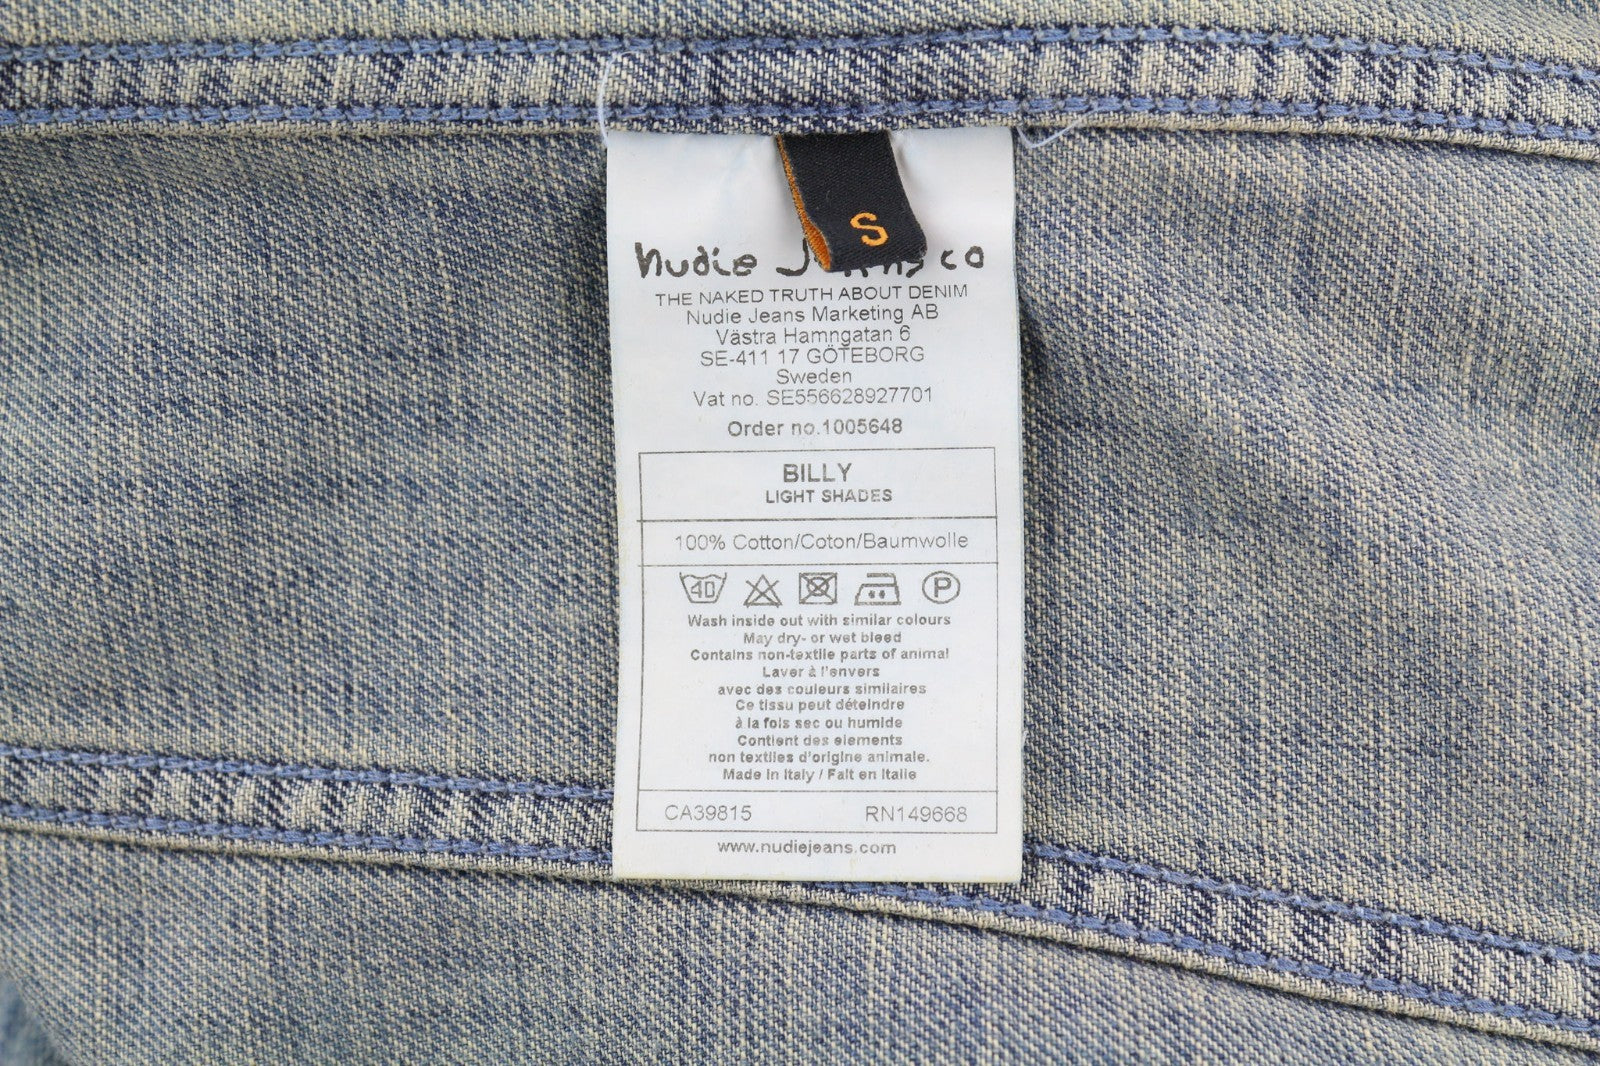 S
nudie Jeans co
THE NAKED TRUTH ABOUT DENIM
Nudie Jeans Marketing AB
Västra Hamngatan 6
SE-411 17 GÖTEBORG
Sweden
Vat no. SE556628927701
Order no.1005648
BILLY
LIGHT SHADES
100% Cotton/Coton/Baumwolle
40 P
Wash inside out with similar colours
May dry- or wet bleed
Contains non-textile parts of animal
Laver à l'envers
avec des couleurs similaires
Ce tissu peut déteindre
à la fois sec ou humide
Contient des elements
non textiles d'origine animale.
Made in Italy / Fait en Italie
CA39815 RN149668
www.nudiejeans.com